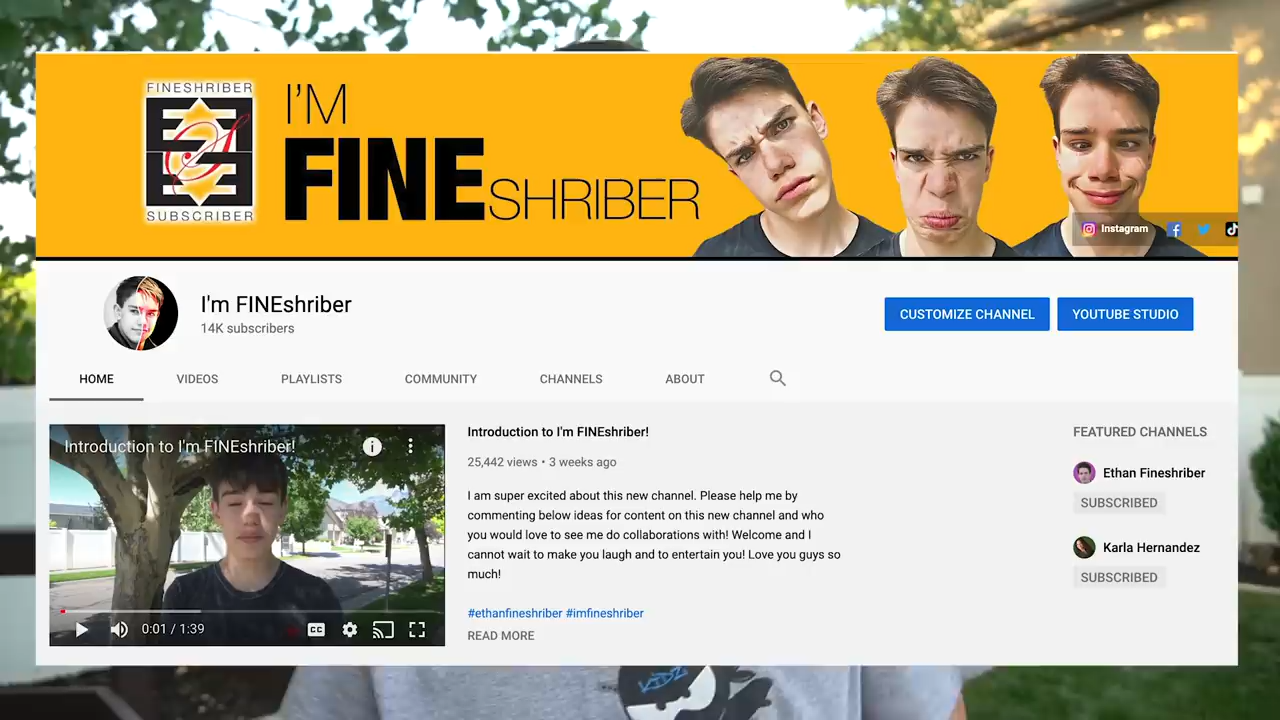 FINESHRIBER
SUBSCRIBER
I'M
FINESHRIBER
Instagram
I'm FINEshriber
14K subscribers
CUSTOMIZE CHANNEL
YOUTUBE STUDIO
HOME
VIDEOS
PLAYLISTS
COMMUNITY
CHANNELS
ABOUT
Introduction to I'm FINEshriber!
0:01 / 1:39
CC
Introduction to I'm FINEshriber!
25,442 views • 3 weeks ago
I am super excited about this new channel. Please help me by
commenting below ideas for content on this new channel and who
you would love to see me do collaborations with! Welcome and I
cannot wait to make you laugh and to entertain you! Love you guys so
much!
#ethanfineshriber #imfineshriber
READ MORE
FEATURED CHANNELS
Ethan Fineshriber
SUBSCRIBED
Karla Hernandez
SUBSCRIBED
KIDZ